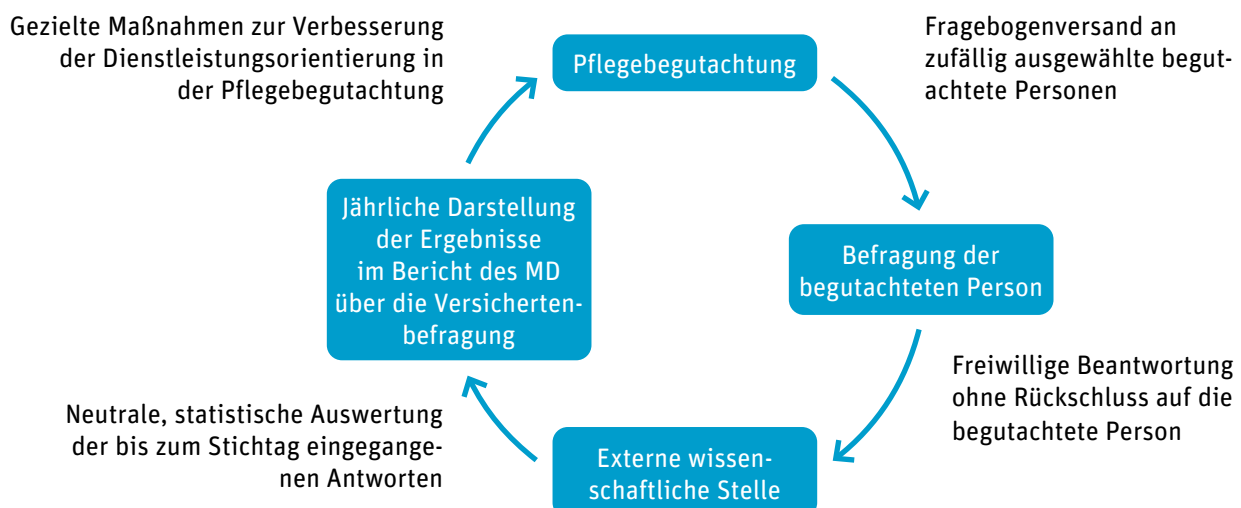 Gezielte Maßnahmen zur Verbesserung
der Dienstleistungsorientierung in
der Pflegebegutachtung
Pflegebegutachtung
Fragebogenversand an
zufällig ausgewählte begut-
achtete Personen
Befragung der
begutachteten Person
Freiwillige Beantwortung
ohne Rückschluss auf die
begutachtete Person
Externe wissen-
schaftliche Stelle
Neutrale, statistische Auswertung
der bis zum Stichtag eingegange-
nen Antworten
Jährliche Darstellung
der Ergebnisse
im Bericht des MD
über die Versicherten-
befragung